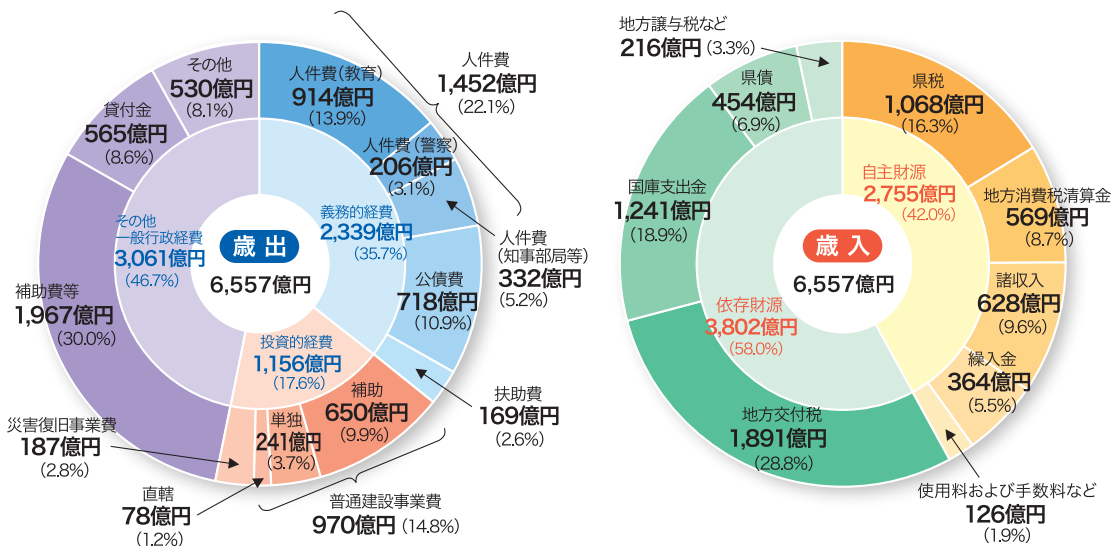 歳出
6,557億円
義務的経費
2,339億円
(35.7%)
投資的経費
1,156億円
(17.6%)
その他
一般行政経費
3,061億円
(46.7%)
人件費
1,452億円
(22.1%)
人件費(教育)
914億円
(13.9%)
人件費(警察)
206億円
(3.1%)
人件費
(知事部局等)
332億円
(5.2%)
公債費
718億円
(10.9%)
扶助費
169億円
(2.6%)
補助
650億円
(9.9%)
単独
241億円
(3.7%)
普通建設事業費
970億円(14.8%)
直轄
78億円
(1.2%)
災害復旧事業費
187億円
(2.8%)
補助費等
1,967億円
(30.0%)
貸付金
565億円
(8.6%)
その他
530億円
(8.1%)
歳入
6,557億円
自主財源
2,755億円
(42.0%)
依存財源
3,802億円
(58.0%)
県税
1,068億円
(16.3%)
地方消費税清算金
569億円
(8.7%)
諸収入
628億円
(9.6%)
繰入金
364億円
(5.5%)
使用料および手数料など
126億円
(1.9%)
地方交付税
1,891億円
(28.8%)
国庫支出金
1,241億円
(18.9%)
県債
454億円
(6.9%)
地方譲与税など
216億円(3.3%)